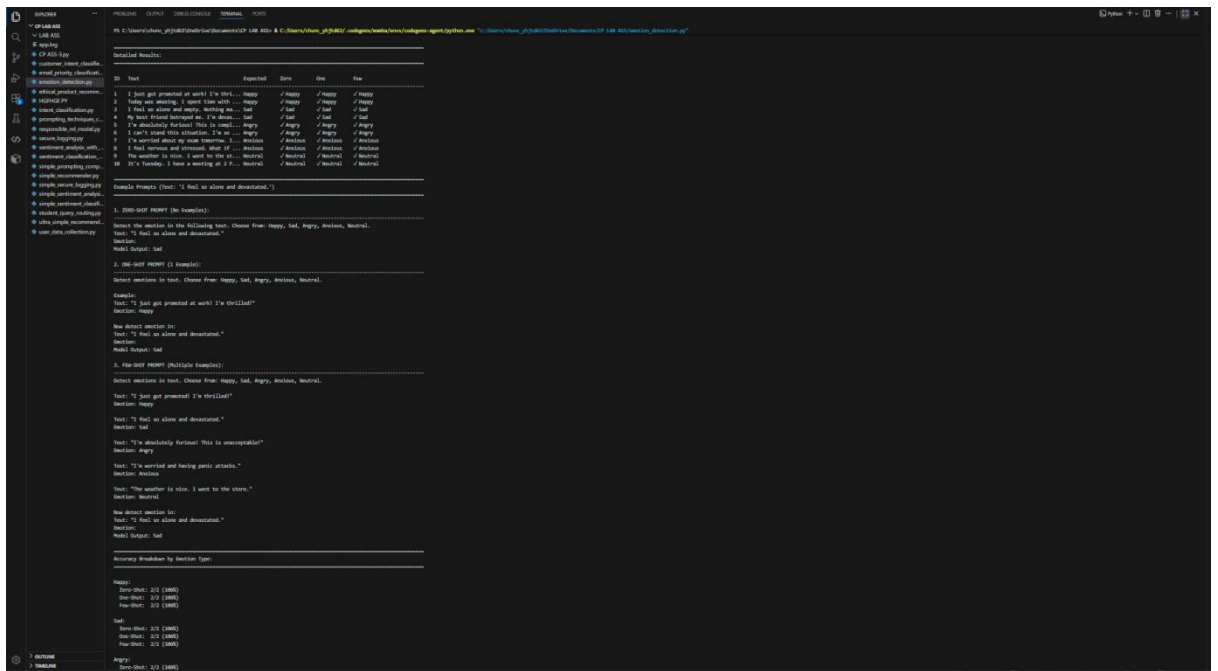 EXPLORER
CP LAB ASS
LAB ASS
app.log
CP ASS-3.py
customer_intent_classifie...
email_priority_classificati...
emotion_detection.py
ethical_product_recomm...
HGFHGF.PY
intent_classification.py
prompting_techniques_c...
responsible_ml_model.py
secure_logging.py
sentiment_analysis_with_...
sentiment_classification_...
simple_prompting_comp...
simple_recommender.py
simple_secure_logging.py
simple_sentiment_analysi...
simple_sentiment_classifi...
student_query_routing.py
ultra_simple_recommend...
user_data_collection.py
OUTLINE
TIMELINE
PROBLEMS OUTPUT DEBUG CONSOLE TERMINAL PORTS
Python
Detailed Results:
ID Text Expected Zero One Few
1 I just got promoted at work! I'm thri... Happy ✓ Happy ✓ Happy ✓ Happy
2 Today was amazing. I spent time with ... Happy ✓ Happy ✓ Happy ✓ Happy
3 I feel so alone and empty. Nothing ma... Sad ✓ Sad ✓ Sad ✓ Sad
4 My best friend betrayed me. I'm devas... Sad ✓ Sad ✓ Sad ✓ Sad
5 I'm absolutely furious! This is compl... Angry ✓ Angry ✓ Angry ✓ Angry
6 I can't stand this situation. I'm so ... Angry ✓ Angry ✓ Angry ✓ Angry
7 I'm worried about my exam tomorrow. I... Anxious ✓ Anxious ✓ Anxious ✓ Anxious
8 I feel nervous and stressed. What if ... Anxious ✓ Anxious ✓ Anxious ✓ Anxious
9 The weather is nice. I went to the st... Neutral ✓ Neutral ✓ Neutral ✓ Neutral
10 It's Tuesday. I have a meeting at 2 P... Neutral ✓ Neutral ✓ Neutral ✓ Neutral
Example Prompts (Text: 'I feel so alone and devastated.')
1. ZERO-SHOT PROMPT (No Examples):
Detect the emotion in the following text. Choose from: Happy, Sad, Angry, Anxious, Neutral.
Text: "I feel so alone and devastated."
Emotion:
Model Output: Sad
2. ONE-SHOT PROMPT (1 Example):
Detect emotions in text. Choose from: Happy, Sad, Angry, Anxious, Neutral.
Example:
Text: "I just got promoted at work! I'm thrilled!"
Emotion: Happy
Now detect emotion in:
Text: "I feel so alone and devastated."
Emotion:
Model Output: Sad
3. FEW-SHOT PROMPT (Multiple Examples):
Detect emotions in text. Choose from: Happy, Sad, Angry, Anxious, Neutral.
Text: "I just got promoted! I'm thrilled!"
Emotion: Happy
Text: "I feel so alone and devastated."
Emotion: Sad
Text: "I'm absolutely furious! This is unacceptable!"
Emotion: Angry
Text: "I'm worried and having panic attacks."
Emotion: Anxious
Text: "The weather is nice. I went to the store."
Emotion: Neutral
Now detect emotion in:
Text: "I feel so alone and devastated."
Emotion:
Model Output: Sad
Accuracy Breakdown by Emotion Type:
Happy:
Zero-Shot: 2/2 (100%)
One-Shot: 2/2 (100%)
Few-Shot: 2/2 (100%)
Sad:
Zero-Shot: 2/2 (100%)
One-Shot: 2/2 (100%)
Few-Shot: 2/2 (100%)
Angry:
Zero-Shot: 2/2 (100%)